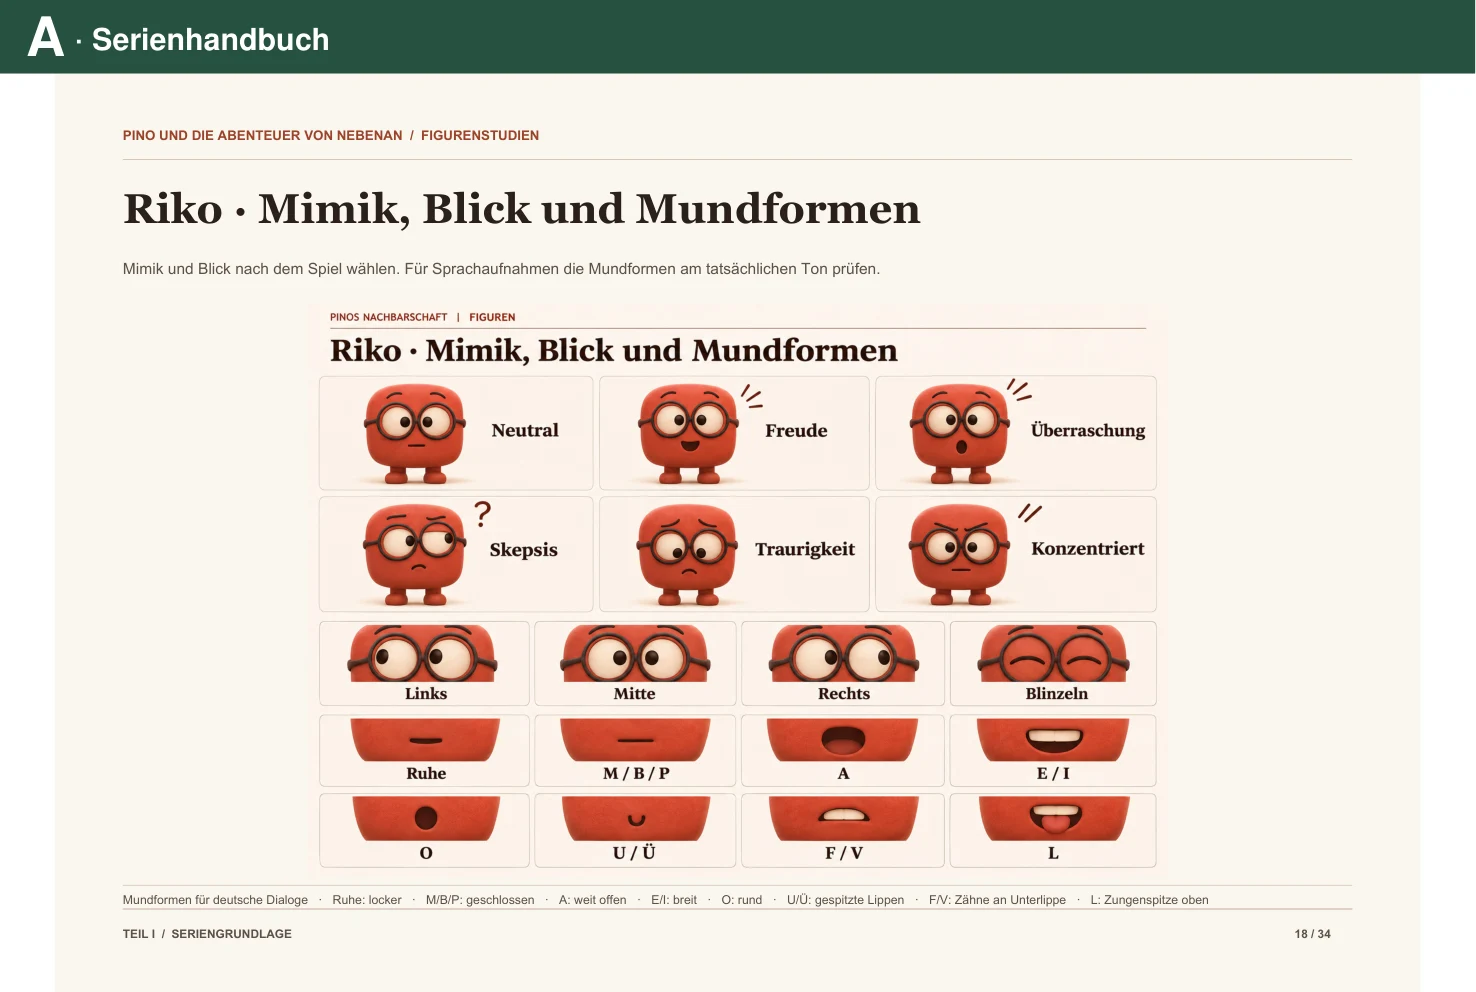 A · Serienhandbuch
PINO UND DIE ABENTEUER VON NEBENAN / FIGURENSTUDIEN
Riko · Mimik, Blick und Mundformen
Mimik und Blick nach dem Spiel wählen. Für Sprachaufnahmen die Mundformen am tatsächlichen Ton prüfen.
PINOS NACHBARSCHAFT | FIGUREN
Riko · Mimik, Blick und Mundformen
Neutral
Freude
Überraschung
?
Skepsis
Traurigkeit
Konzentriert
Links
Mitte
Rechts
Blinzeln
Ruhe
M / B / P
A
E / I
O
U / Ü
F / V
L
Mundformen für deutsche Dialoge · Ruhe: locker · M/B/P: geschlossen · A: weit offen · E/I: breit · O: rund · U/Ü: gespitzte Lippen · F/V: Zähne an Unterlippe · L: Zungenspitze oben
TEIL I / SERIENGRUNDLAGE
18 / 34